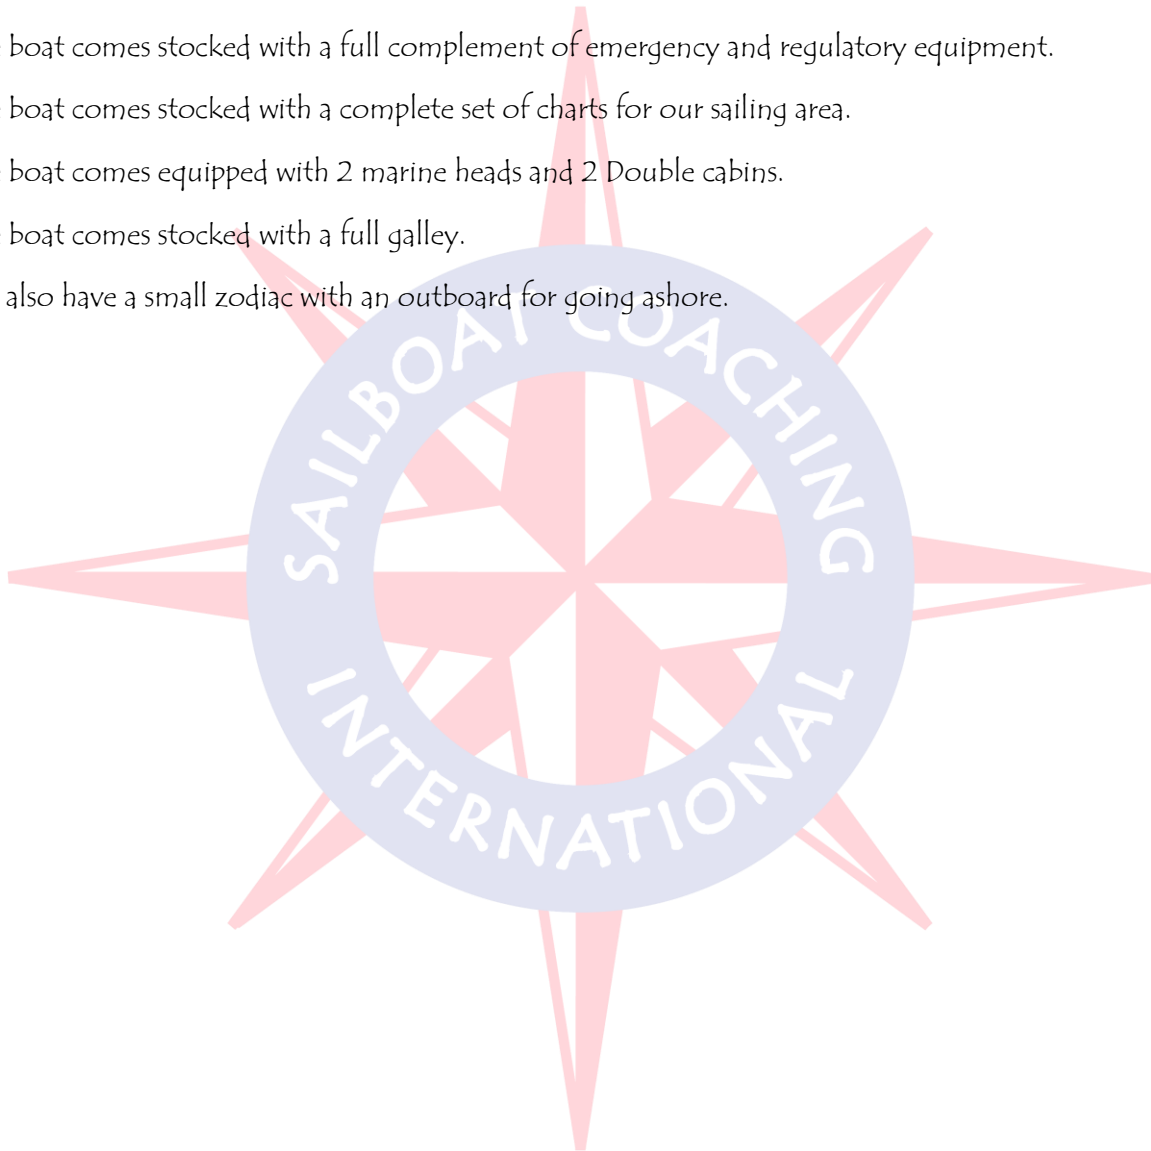 boat comes stocked with a full complement of emergency and regulatory equipment.
boat comes stocked with a complete set of charts for our sailing area.
boat comes equipped with 2 marine heads and 2 Double cabins.
boat comes stocked with a full galley.
also have a small zodiac with an outboard for going ashore.
SAILBOAT COACHING
INTERNATIONAL